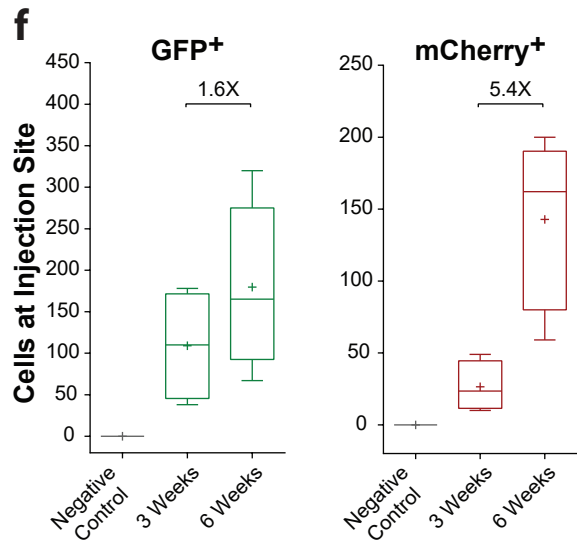 f
GFP⁺
1.6X
Cells at Injection Site
450
400
350
300
250
200
150
100
50
0
Negative
Control
3 Weeks
6 Weeks
mCherry⁺
5.4X
250
200
150
100
50
0
Negative
Control
3 Weeks
6 Weeks